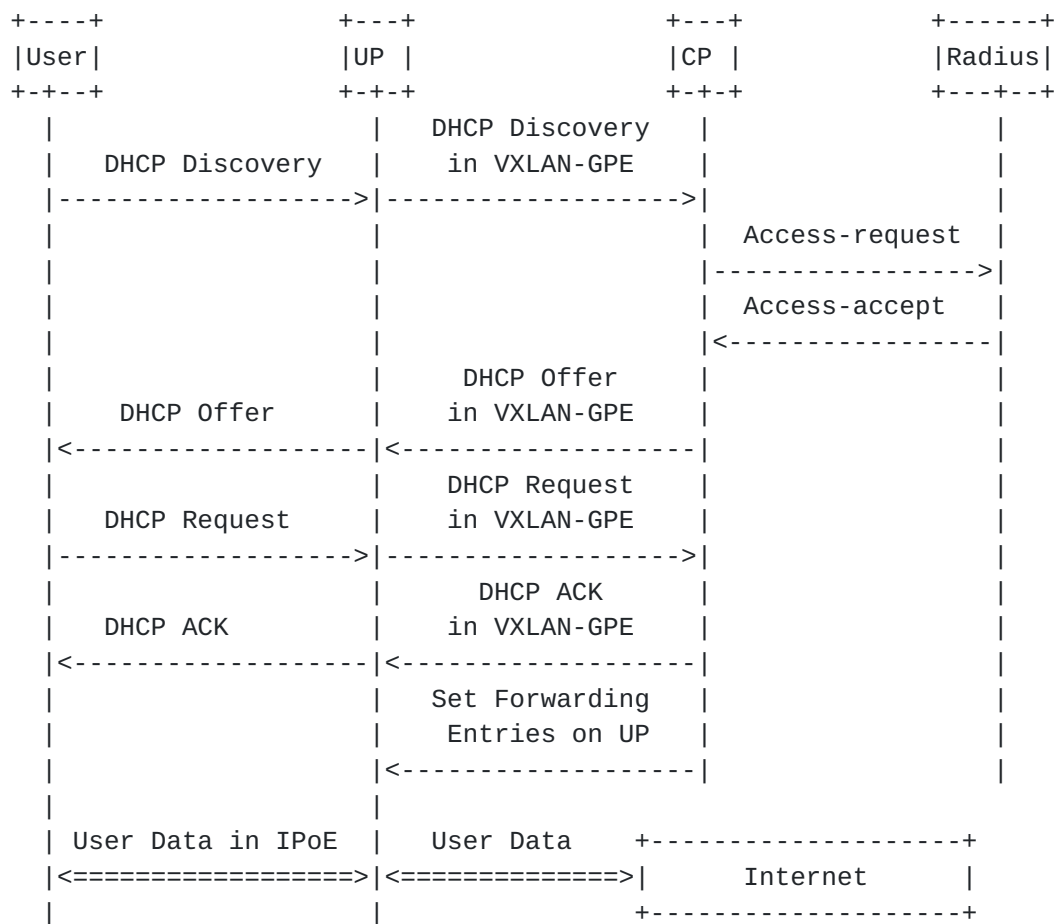 User UP CP Radius
DHCP Discovery
DHCP Discovery in VXLAN-GPE
Access-request
Access-accept
DHCP Offer
DHCP Offer in VXLAN-GPE
DHCP Request
DHCP Request in VXLAN-GPE
DHCP ACK
DHCP ACK in VXLAN-GPE
Set Forwarding
Entries on UP
User Data in IPoE User Data
Internet